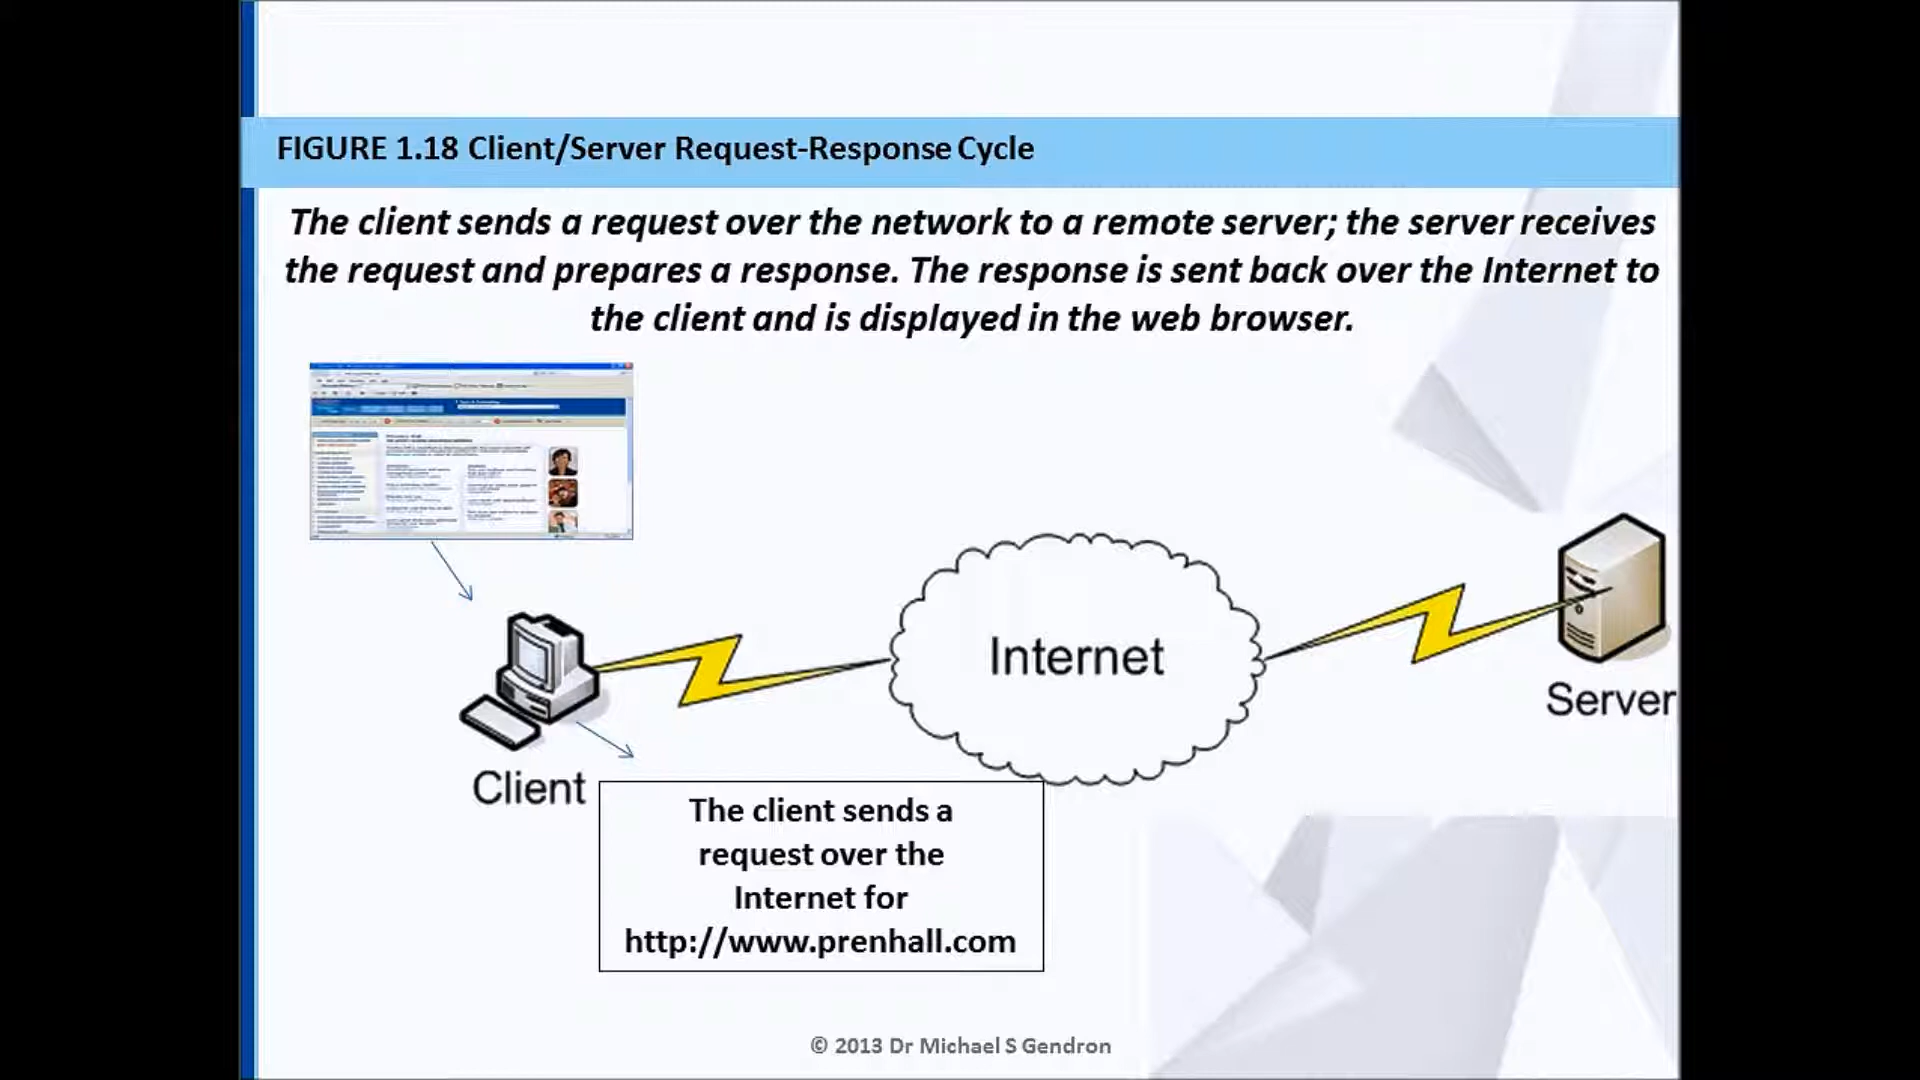 FIGURE 1.18 Client/Server Request-Response Cycle
The client sends a request over the network to a remote server; the server receives
the request and prepares a response. The response is sent back over the Internet to
the client and is displayed in the web browser.
Internet
Server
Client
The client sends a
request over the
Internet for
http://www.prenhall.com
© 2013 Dr Michael S Gendron